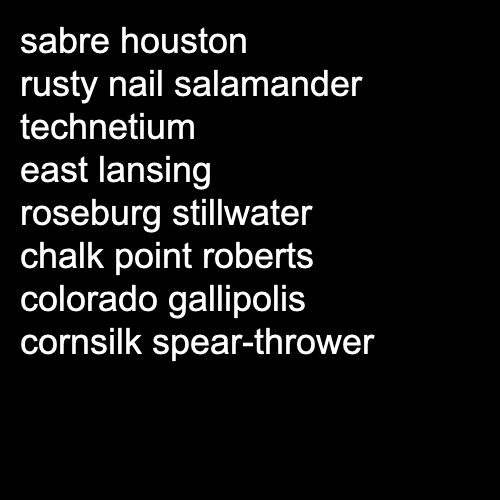 sabre houston
rusty nail salamander
technetium
east lansing
roseburg stillwater
chalk point roberts
colorado gallipolis
cornsilk spear-thrower